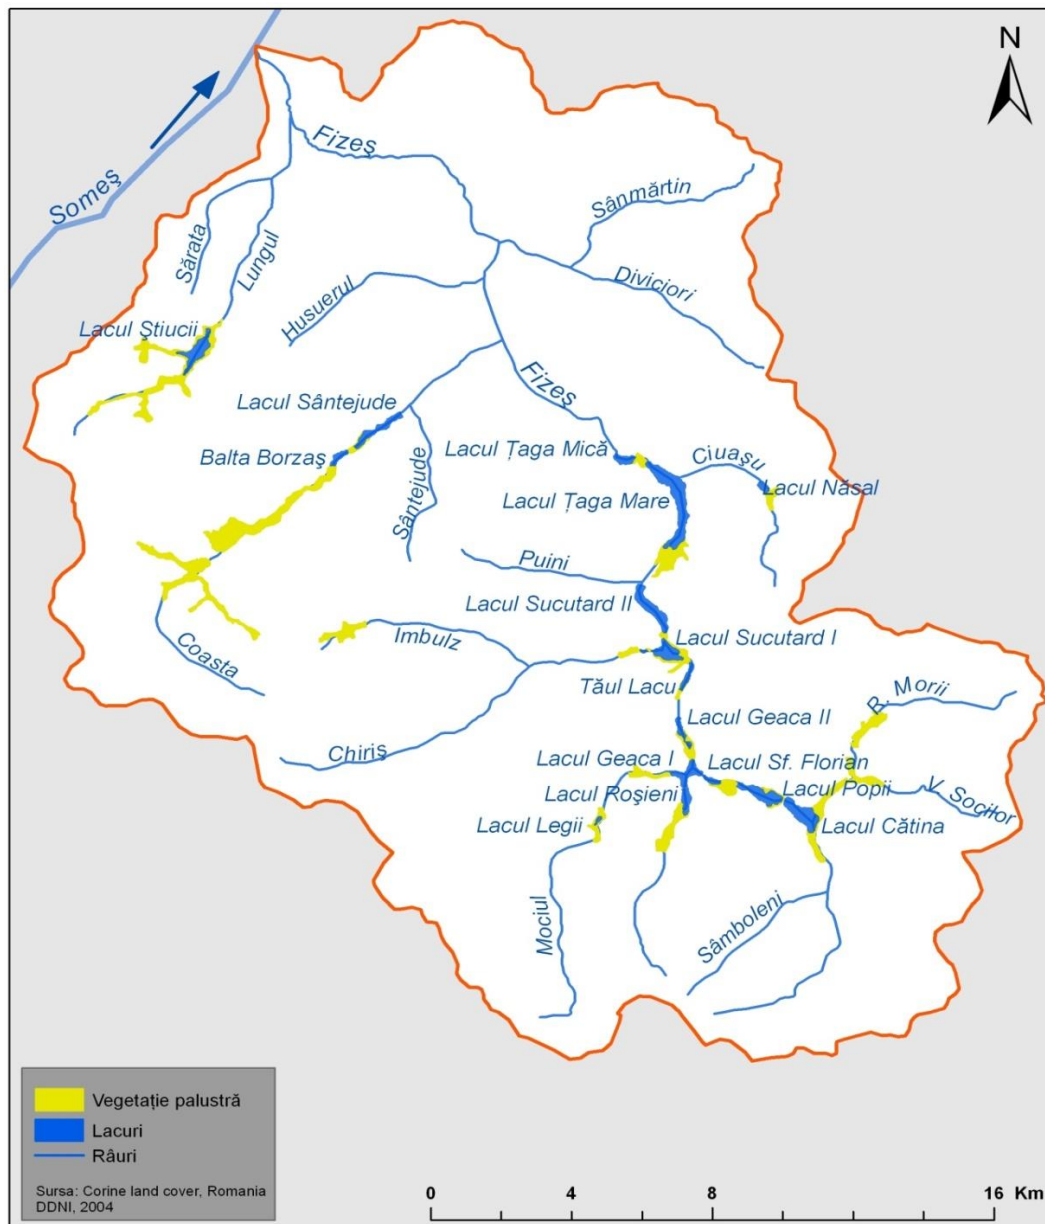 N
Someş
Fizeş
Sânmărtin
Sărata
Lungul
Diviciori
Husuerul
Lacul Ştiucii
Fizeş
Lacul Sântejude
Lacul Țaga Mică
Ciuaşu
Balta Borzaş
Sântejude
Lacul Țaga Mare
Lacul Năsal
Puini
Lacul Sucutard II
Imbulz
Lacul Sucutard I
Coasta
Tăul Lacu
R. Morii
Lacul Geaca II
Chiriş
Lacul Geaca I
Lacul Sf. Florian
Lacul Roşieni
Lacul Popii
V. Socilor
Lacul Legii
Lacul Cătina
Mociul
Sâmboleni
Vegetație palustră
Lacuri
Râuri
Sursa: Corine land cover, Romania
DDNI, 2004
0 4 8 16 Km